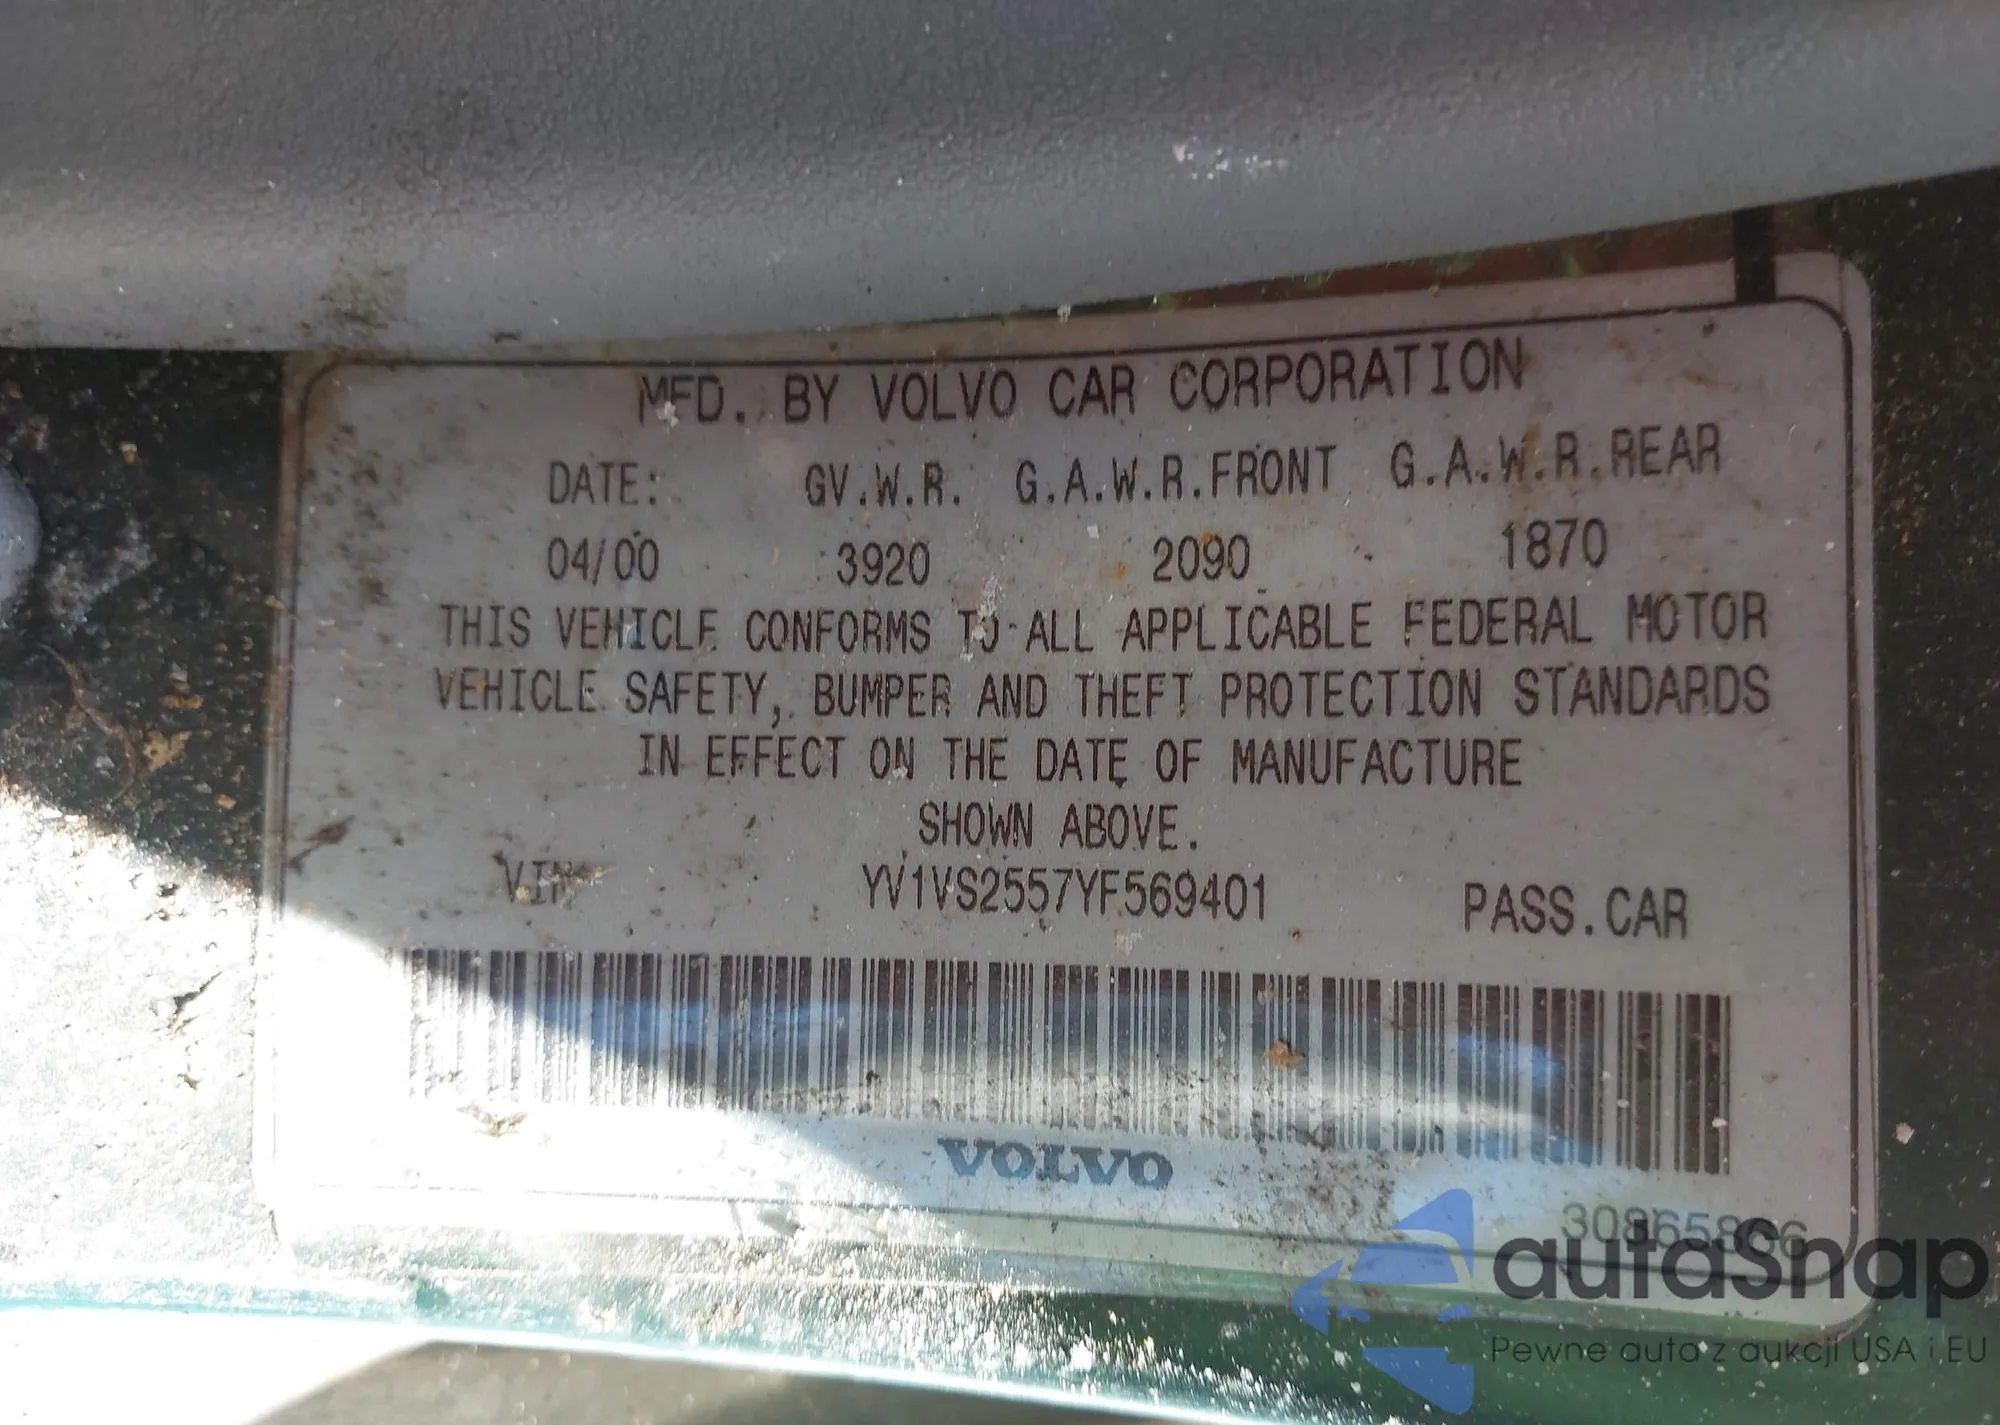 MFD. BY VOLVO CAR CORPORATION
DATE: GV.W.R. G.A.W.R.FRONT G.A.W.R.REAR
04/00 3920 2090 1870
THIS VEHICLE CONFORMS TO ALL APPLICABLE FEDERAL MOTOR
VEHICLE SAFETY, BUMPER AND THEFT PROTECTION STANDARDS
IN EFFECT ON THE DATE OF MANUFACTURE
SHOWN ABOVE.
VIN YV1VS2557YF569401 PASS.CAR
VOLVO
autaSnap
Pewne auta z aukcji USA i EU